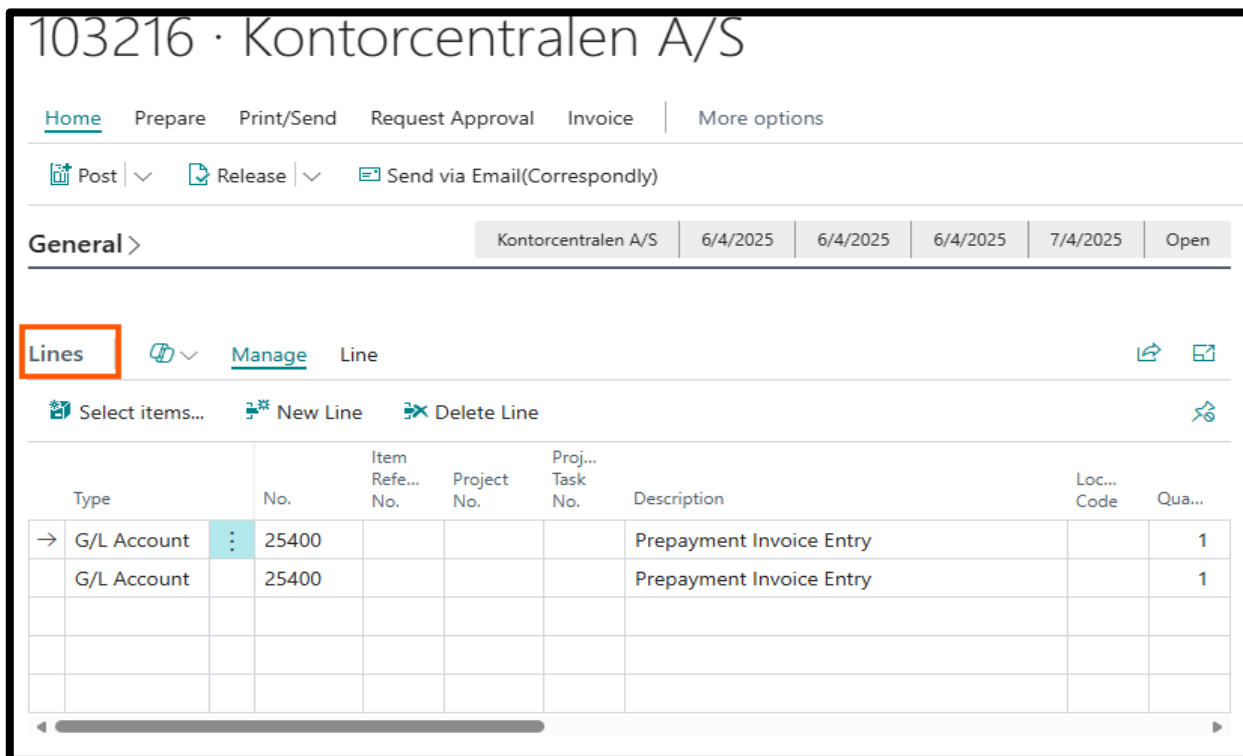 103216 · Kontorcentralen A/S
Home Prepare Print/Send Request Approval Invoice More options
Post Release Send via Email(Correspondly)
General Kontorcentralen A/S 6/4/2025 6/4/2025 6/4/2025 7/4/2025 Open
Lines Manage Line
Select items... New Line Delete Line
Type No. Item Refe... No. Project No. Proj... Task No. Description Loc... Code Qua...
G/L Account 25400 Prepayment Invoice Entry 1
G/L Account 25400 Prepayment Invoice Entry 1